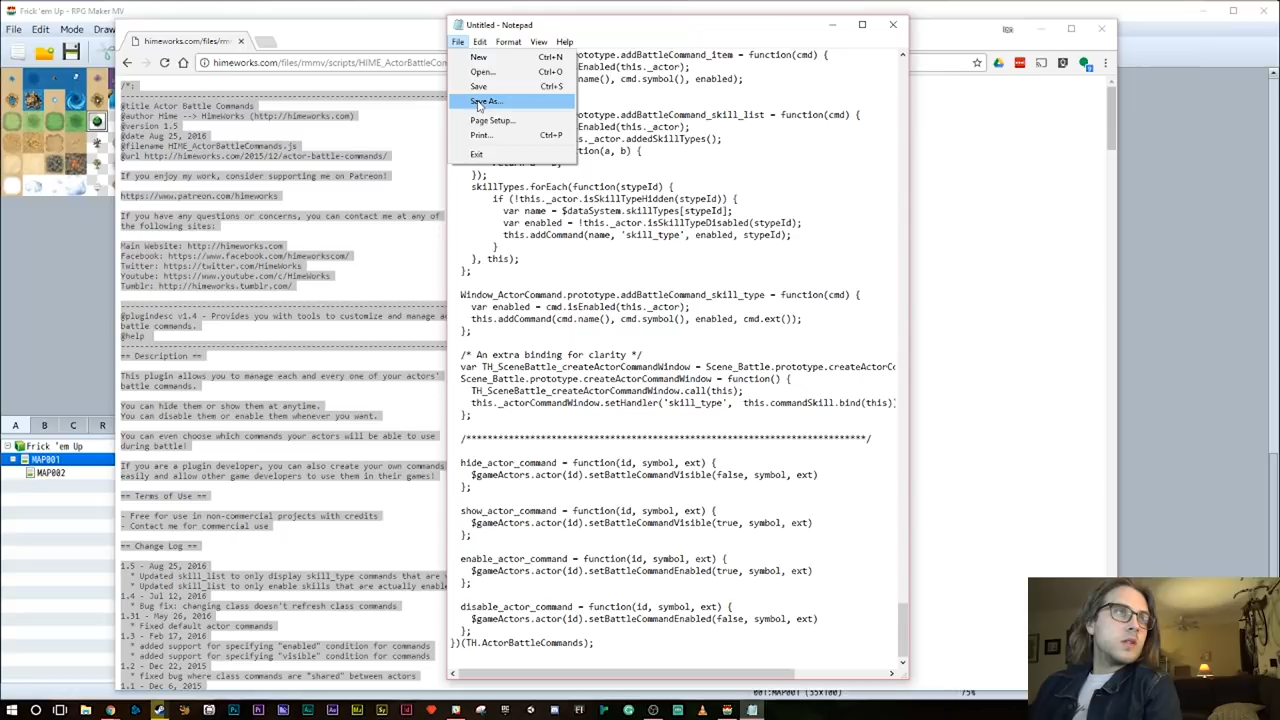 Frick 'em Up - RPG Maker MV
File Edit Mode Draw
himeworks.com/files/rmv
himeworks.com/files/mmv/scripts/HIME_ActorBattleCom
/*:
@title Actor Battle Commands
@author Hime --> HimeWorks (http://himeworks.com)
@version 1.5
@date Aug 25, 2016
@filename HIME_ActorBattleCommands.js
@url http://himeworks.com/2015/12/actor-battle-commands/
If you enjoy my work, consider supporting me on Patreon!
https://www.patreon.com/himeworks
If you have any questions or concerns, you can contact me at any of
the following sites:
Main Website: http://himeworks.com
Facebook: https://www.facebook.com/himeworkscom/
Twitter: https://twitter.com/HimeWorks
Youtube: https://www.youtube.com/c/HimeWorks
Tumblr: http://himeworks.tumblr.com/
@plugindesc v1.4 - Provides you with tools to customize and manage ac
battle commands.
@help
== Description ==
This plugin allows you to manage each and every one of your actors'
battle commands.
You can hide them or show them at anytime.
You can disable them or enable them whenever you want.
You can even choose which commands your actors will be able to use
during battle!
If you are a plugin developer, you can also create your own commands
easily and allow other game developers to use them in their games!
== Terms of Use ==
- Free for use in non-commercial projects with credits
- Contact me for commercial use
== Change Log ==
1.5 - Aug 25, 2016
* Updated skill_list to only display skill_type commands that are v
* Updated skill_list to only enable skills that are actually enable
1.4 - Jul 12, 2016
* Bug fix: changing class doesn't refresh class commands
1.31 - May 26, 2016
* Fixed default actor commands
1.3 - Feb 17, 2016
* added support for specifying "enabled" condition for commands
* added support for specifying "visible" condition for commands
1.2 - Dec 22, 2015
* fixed bug where class commands are "shared" between actors
1.1 - Dec 6, 2015
A B C R
Frick 'em Up
MAP001
MAP002
Untitled - Notepad
File Edit Format View Help
New Ctrl+N
Open... Ctrl+O
Save Ctrl+S
Save As...
Page Setup...
Print... Ctrl+P
Exit
rototype.addBattleCommand_item = function(cmd) {
Enabled(this._actor);
name(), cmd.symbol(), enabled);
rototype.addBattleCommand_skill_list = function(cmd) {
Enabled(this._actor);
his._actor.addedSkillTypes();
ction(a, b) {
});
skillTypes.forEach(function(stypeId) {
if (!this._actor.isSkillTypeHidden(stypeId)) {
var name = $dataSystem.skillTypes[stypeId];
var enabled = !this._actor.isSkillTypeDisabled(stypeId);
this.addCommand(name, 'skill_type', enabled, stypeId);
}
}, this);
};
Window_ActorCommand.prototype.addBattleCommand_skill_type = function(cmd) {
var enabled = cmd.isEnabled(this._actor);
this.addCommand(cmd.name(), cmd.symbol(), enabled, cmd.ext());
};
/* An extra binding for clarity */
var TH_SceneBattle_createActorCommandWindow = Scene_Battle.prototype.createActorCo
Scene_Battle.prototype.createActorCommandWindow = function() {
TH_SceneBattle_createActorCommandWindow.call(this);
this._actorCommandWindow.setHandler('skill_type', this.commandSkill.bind(this)
};
/******************************************************************************/
hide_actor_command = function(id, symbol, ext) {
$gameActors.actor(id).setBattleCommandVisible(false, symbol, ext)
};
show_actor_command = function(id, symbol, ext) {
$gameActors.actor(id).setBattleCommandVisible(true, symbol, ext)
};
enable_actor_command = function(id, symbol, ext) {
$gameActors.actor(id).setBattleCommandEnabled(true, symbol, ext)
};
disable_actor_command = function(id, symbol, ext) {
$gameActors.actor(id).setBattleCommandEnabled(false, symbol, ext)
};
})(TH.ActorBattleCommands);
001:MAP001 (35x100) 75%